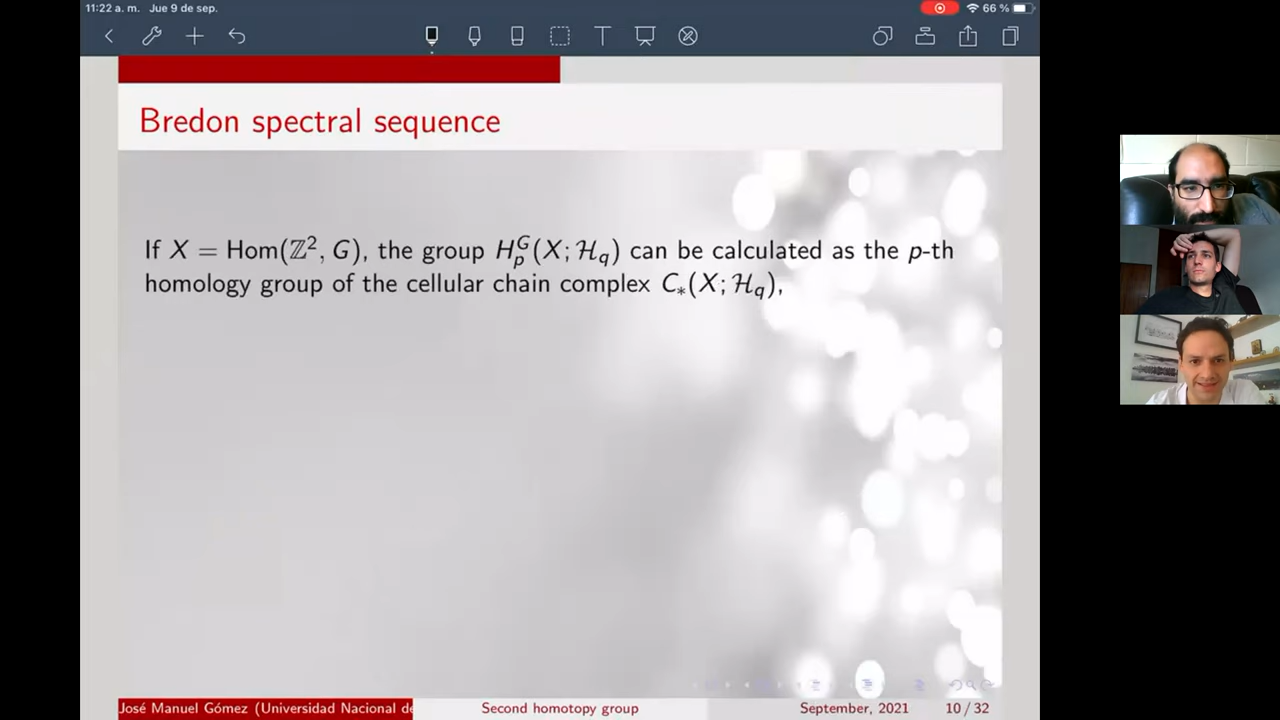 11:22 a. m. Jue 9 de sep.
66 %
Bredon spectral sequence
If X = Hom(ℤ², G), the group H_p^G(X; ℋ_q) can be calculated as the p-th
homology group of the cellular chain complex C_*(X; ℋ_q),
José Manuel Gómez (Universidad Nacional de
Second homotopy group
September, 2021
10 / 32